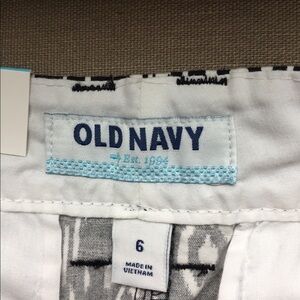 OLD NAVY
Est. 1994
6
MADE IN
VIETNAM